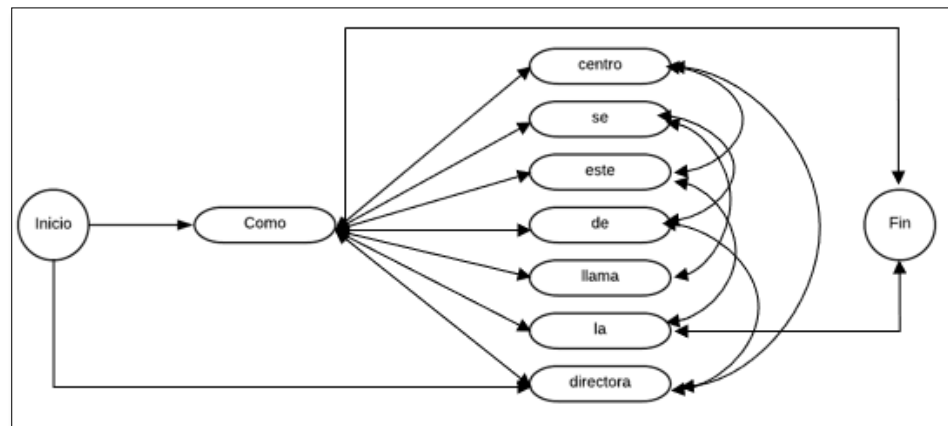 centro
se
este
Inicio
Como
de
Fin
llama
la
directora